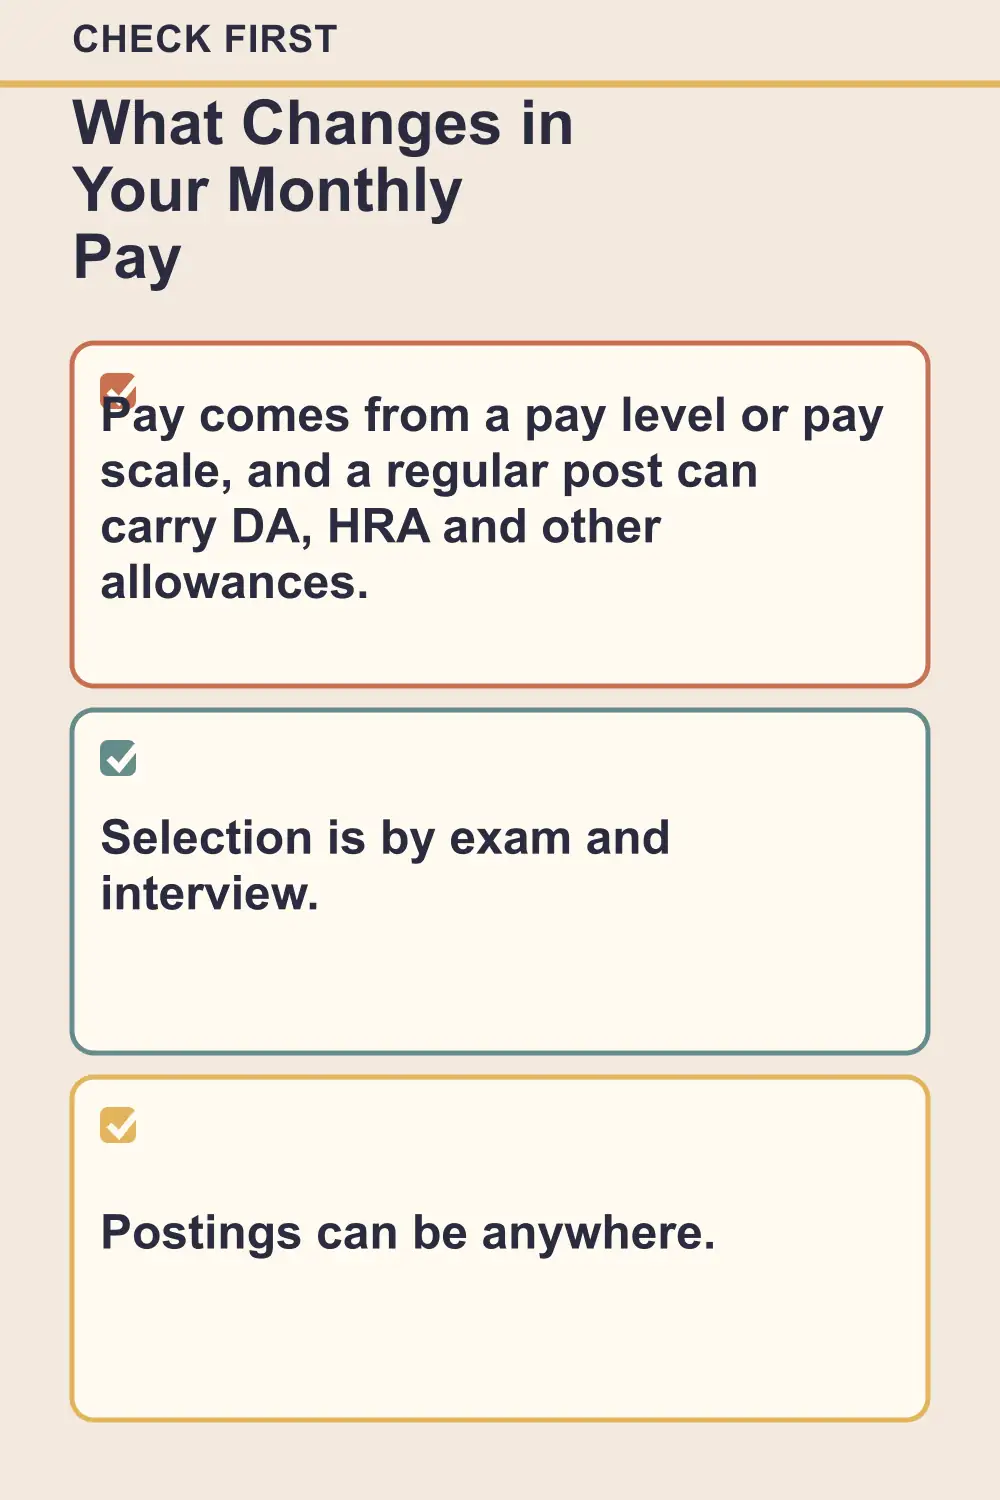 CHECK FIRST
What Changes in
Your Monthly
Pay
Pay comes from a pay level or pay
scale, and a regular post can
carry DA, HRA and other
allowances.
Selection is by exam and
interview.
Postings can be anywhere.